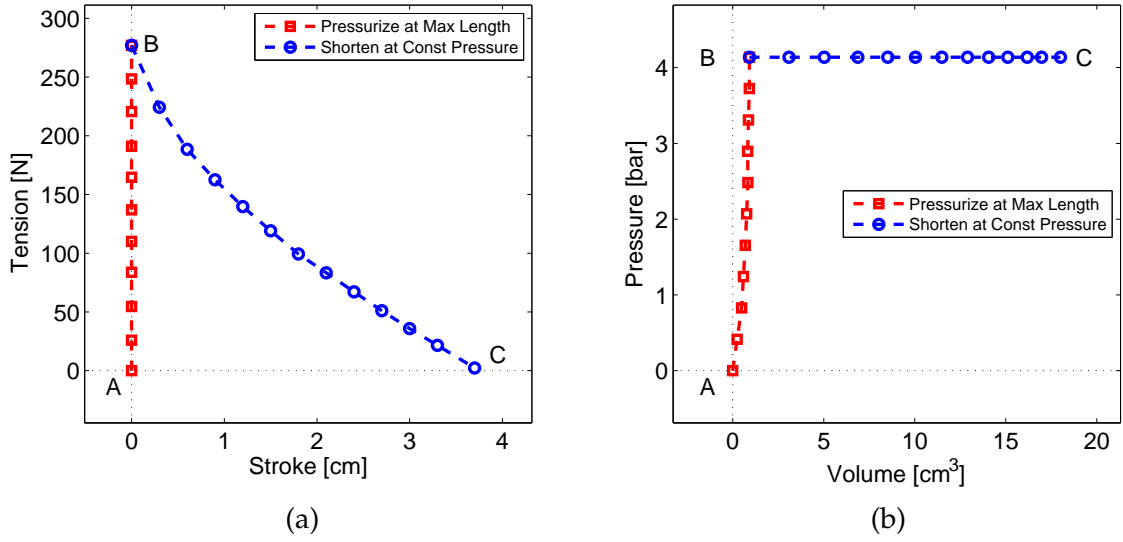 300
250
200
150
100
50
0
Tension [N]
B
A
C
Pressurize at Max Length
Shorten at Const Pressure
0 1 2 3 4
Stroke [cm]
(a)
4
3
2
1
0
Pressure [bar]
B
C
A
Pressurize at Max Length
Shorten at Const Pressure
0 5 10 15 20
Volume [cm³]
(b)